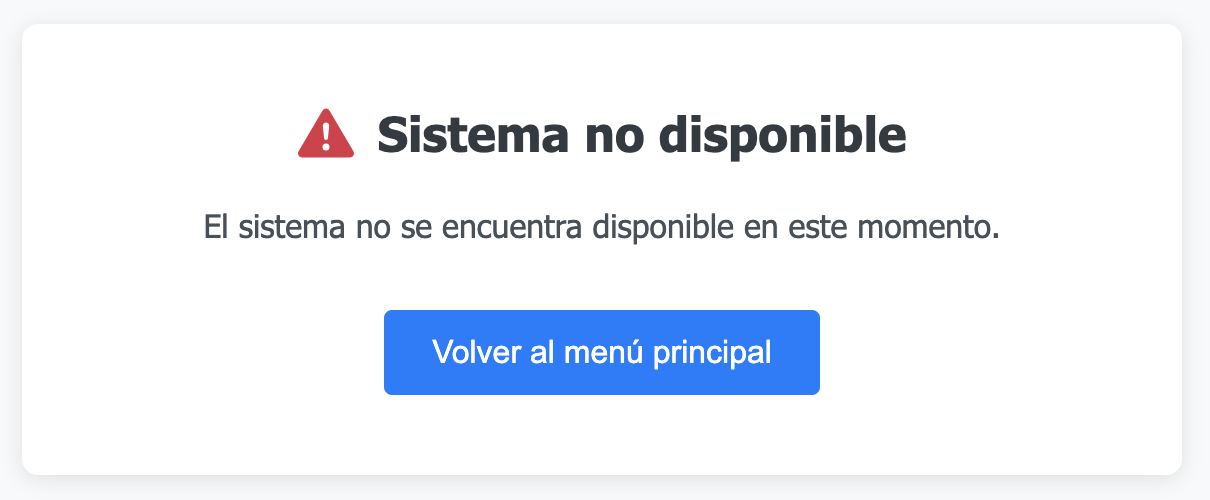 Sistema no disponible
El sistema no se encuentra disponible en este momento.
Volver al menú principal